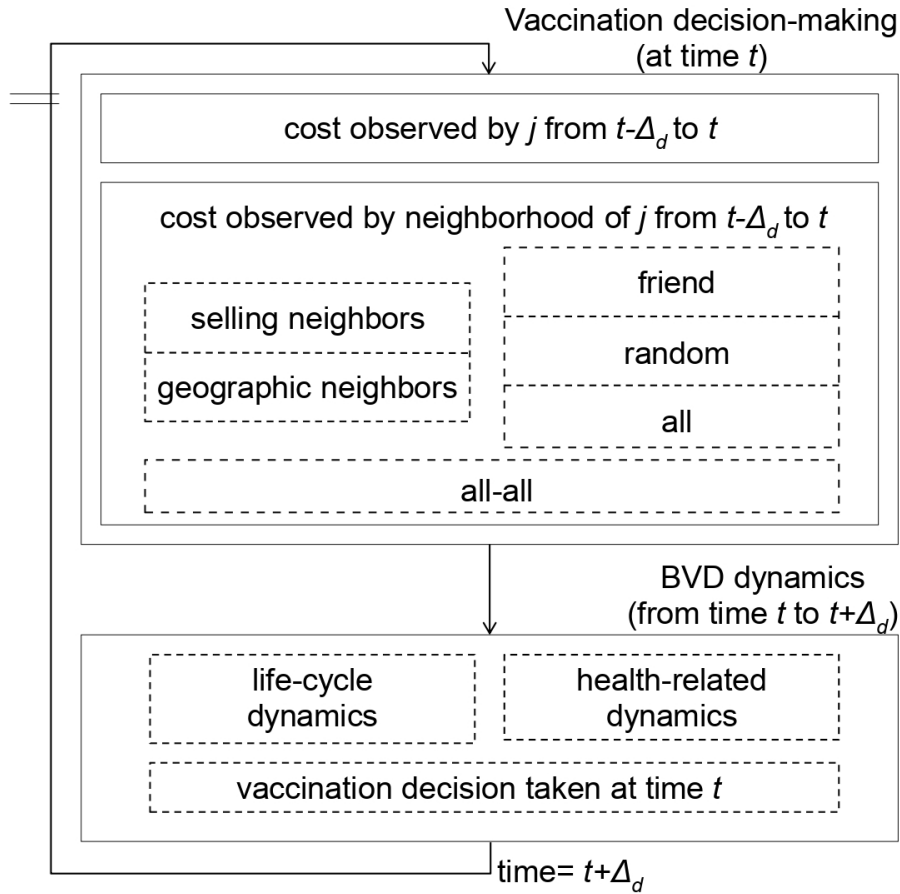 Vaccination decision-making
(at time t)
cost observed by j from t-Δd to t
cost observed by neighborhood of j from t-Δd to t
selling neighbors
geographic neighbors
friend
random
all
all-all
BVD dynamics
(from time t to t+Δd)
life-cycle
dynamics
health-related
dynamics
vaccination decision taken at time t
time= t+Δd